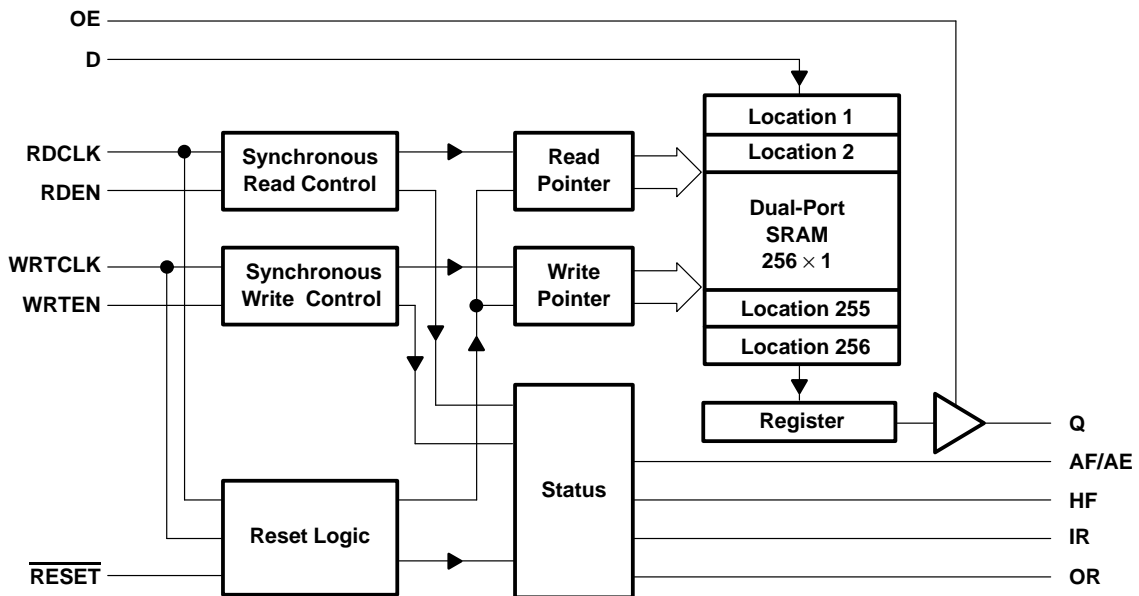 OE
D
RDCLK
RDEN
WRTCLK
WRTEN
RESET
Synchronous
Read Control
Synchronous
Write Control
Reset Logic
Read
Pointer
Write
Pointer
Status
Location 1
Location 2
Dual-Port
SRAM
256 × 1
Location 255
Location 256
Register
Q
AF/AE
HF
IR
OR